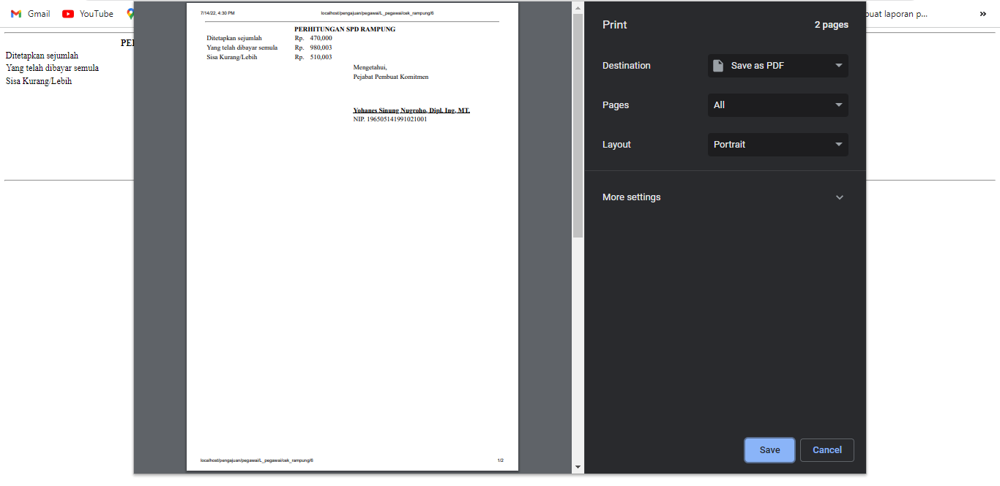 Gmail
YouTube
buat laporan p...
»
PE
Ditetapkan sejumlah
Yang telah dibayar semula
Sisa Kurang/Lebih
7/14/22, 4:30 PM localhost/pengajuan/pegawai/L_pegawai/cek_rampung/6
PERHITUNGAN SPD RAMPUNG
Ditetapkan sejumlah Rp. 470,000
Yang telah dibayar semula Rp. 980,003
Sisa Kurang/Lebih Rp. 510,003
Mengetahui,
Pejabat Pembuat Komitmen
Yohanes Sinung Nugroho, Dipl. Ing, MT.
NIP. 196505141991021001
localhost/pengajuan/pegawai/L_pegawai/cek_rampung/6 1/2
Print 2 pages
Destination Save as PDF
Pages All
Layout Portrait
More settings
Save Cancel